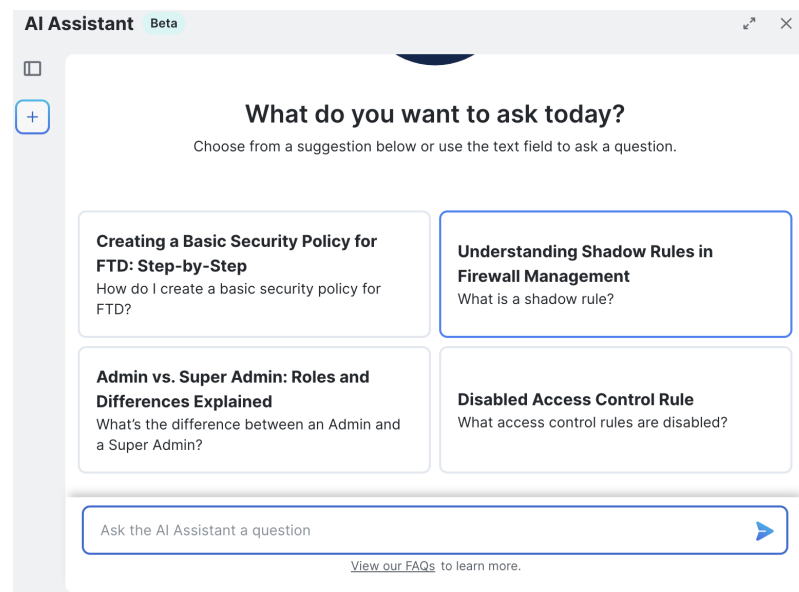 AI Assistant Beta
What do you want to ask today?
Choose from a suggestion below or use the text field to ask a question.
Creating a Basic Security Policy for
FTD: Step-by-Step
How do I create a basic security policy for
FTD?
Understanding Shadow Rules in
Firewall Management
What is a shadow rule?
Admin vs. Super Admin: Roles and
Differences Explained
What's the difference between an Admin and
a Super Admin?
Disabled Access Control Rule
What access control rules are disabled?
Ask the AI Assistant a question
View our FAQs to learn more.